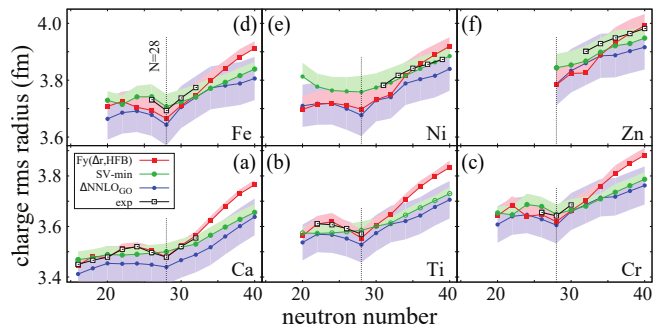 (d) (e) (f)
4.0
N=28
3.8
3.6
Fe Ni Zn
Fy(Δr,HFB)
SV-min
ΔNNLOGO
exp
(a) (b) (c)
3.8
3.6
3.4
Ca Ti Cr
20 30 40 20 30 40 20 30 40
neutron number
charge rms radius (fm)